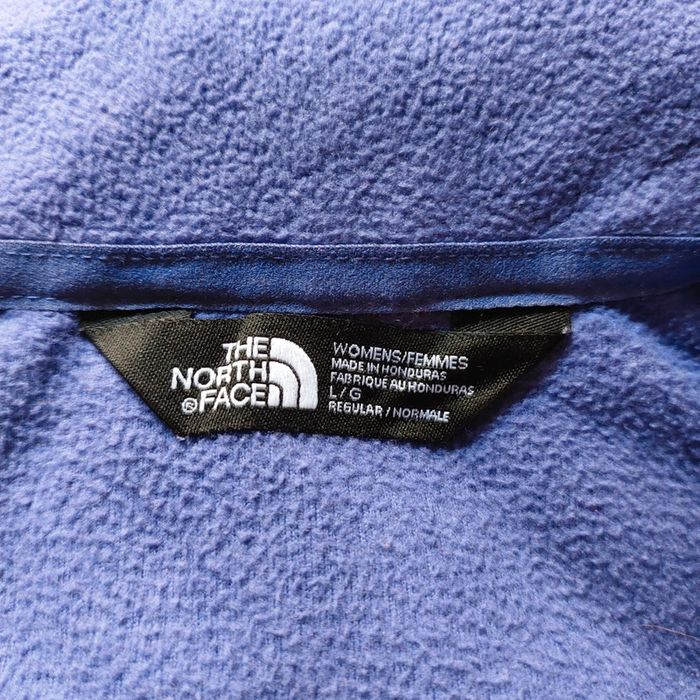 THE
NORTH
®FACE
WOMENS/FEMMES
MADE IN HONDURAS
FABRIQUE AU HONDURAS
L/G
REGULAR/NORMALE